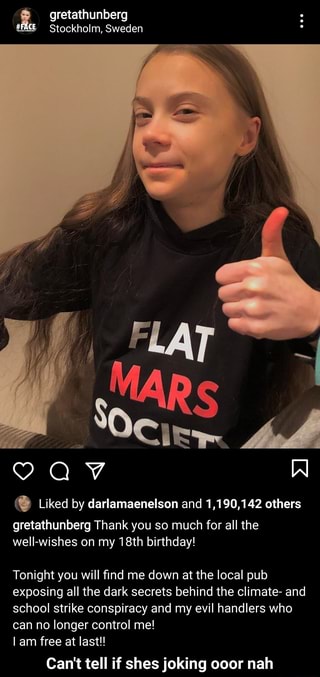 gretathunberg
Stockholm, Sweden
#FACE
FLAT
MARS
SOCIETY
Liked by darlamaenelson and 1,190,142 others
gretathunberg Thank you so much for all the
well-wishes on my 18th birthday!
Tonight you will find me down at the local pub
exposing all the dark secrets behind the climate- and
school strike conspiracy and my evil handlers who
can no longer control me!
I am free at last!!
Can't tell if shes joking ooor nah